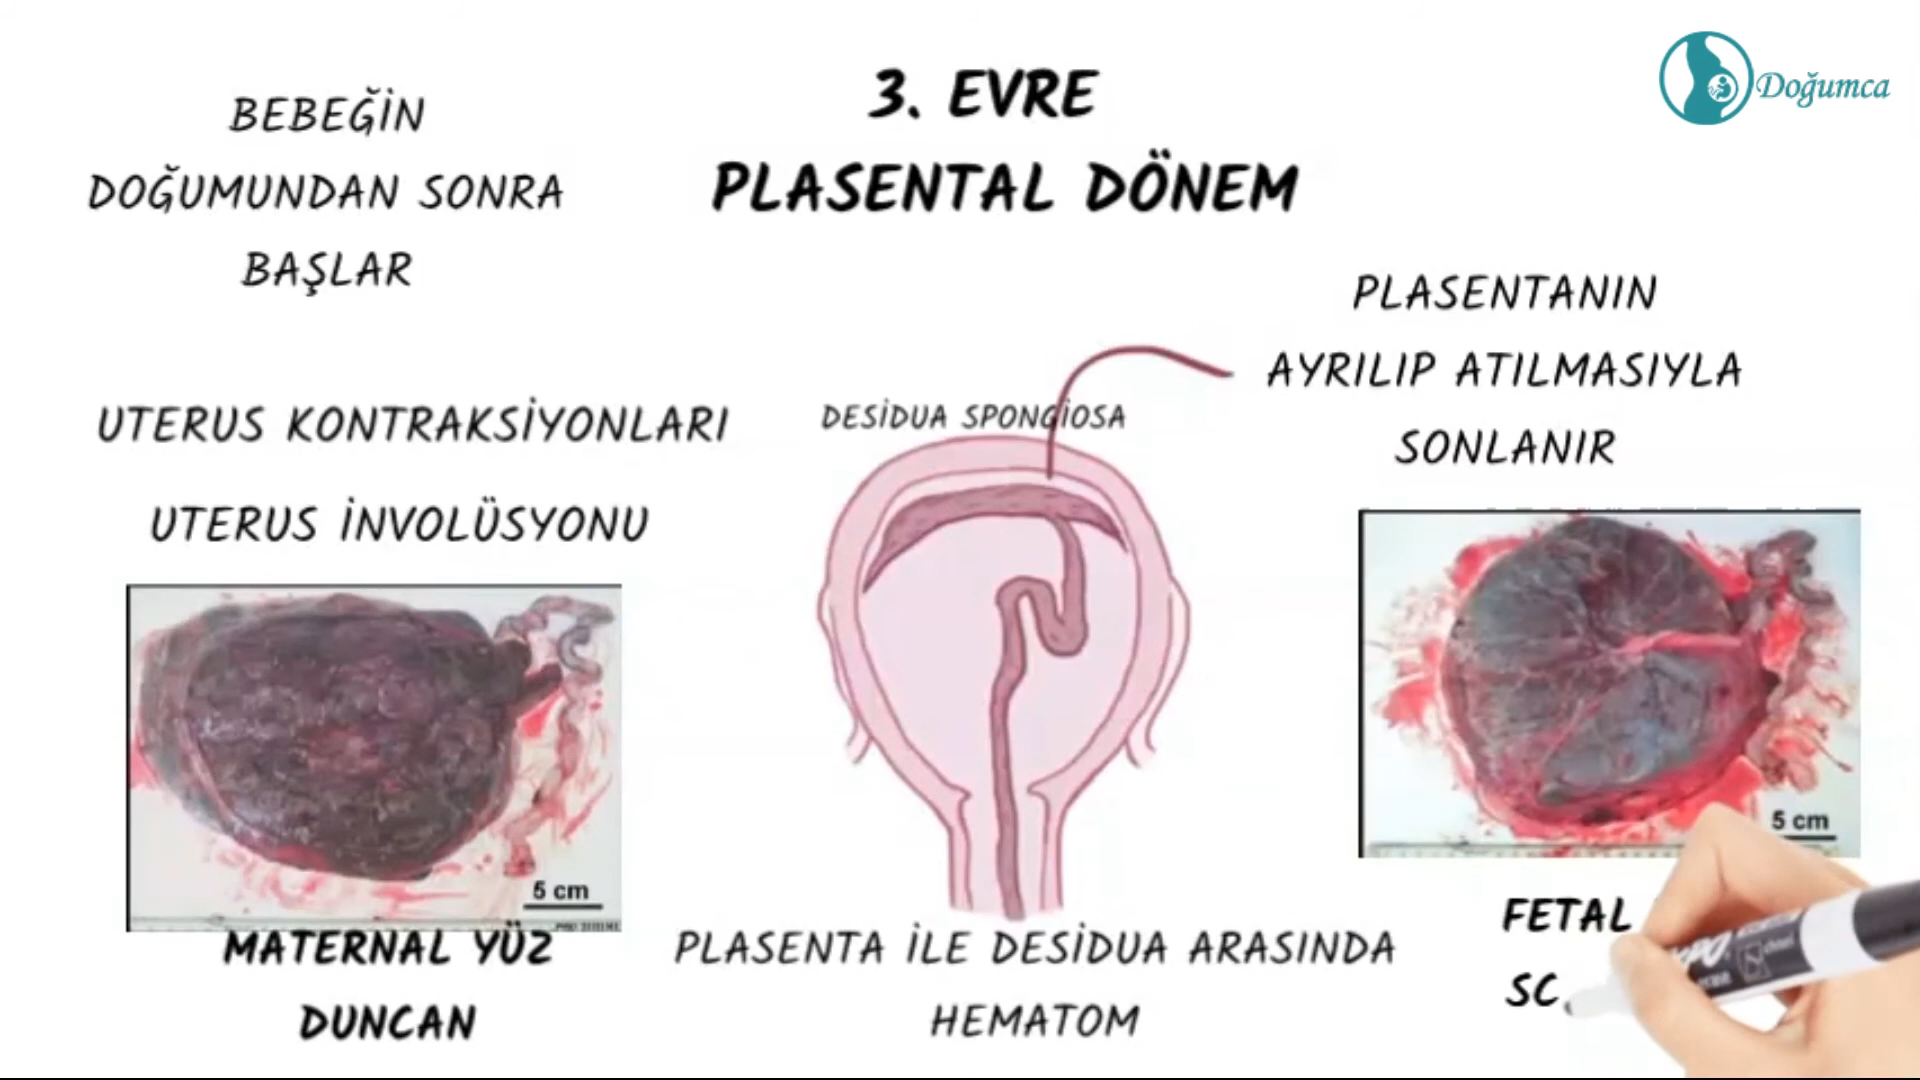 Doğumca
3. EVRE
PLASENTAL DÖNEM
BEBEĞİN
DOĞUMUNDAN SONRA
BAŞLAR
PLASENTANIN
AYRILIP ATILMASIYLA
SONLANIR
UTERUS KONTRAKSİYONLARI
UTERUS İNVOLÜSYONU
DESİDUA SPONGİOSA
5 cm
MATERNAL YÜZ
DUNCAN
PLASENTA İLE DESİDUA ARASINDA
HEMATOM
5 cm
FETAL
SC